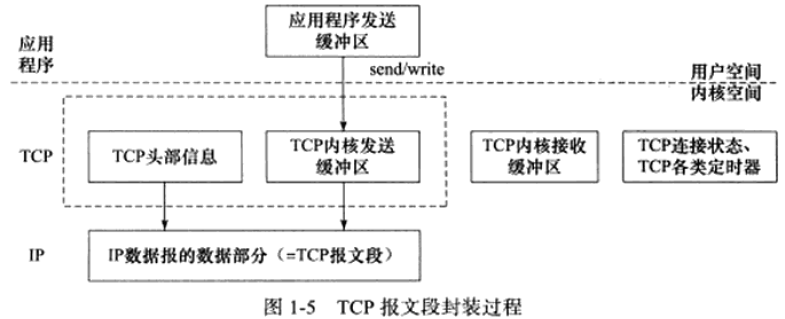 应用程序发送
缓冲区
应用
程序
send/write
用户空间
内核空间
TCP
TCP头部信息
TCP内核发送
缓冲区
TCP内核接收
缓冲区
TCP连接状态、
TCP各类定时器
IP
IP数据报的数据部分（=TCP报文段）
图 1-5 TCP 报文段封装过程